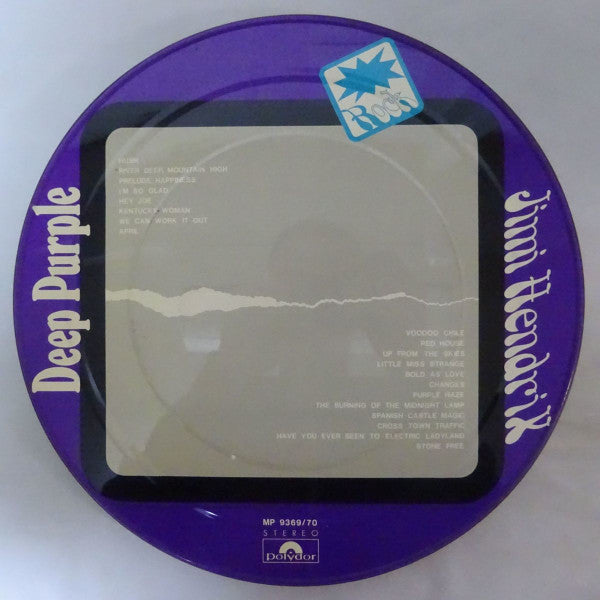 Rock
Deep Purple
HUSH
RIVER DEEP, MOUNTAIN HIGH
PRELUDE: HAPPINESS
I'M SO GLAD
HEY JOE
KENTUCKY WOMAN
WE CAN WORK IT OUT
APRIL
Jimi Hendrix
VOODOO CHILE
RED HOUSE
UP FROM THE SKIES
LITTLE MISS STRANGE
BOLD AS LOVE
CHANGES
PURPLE HAZE
THE BURNING OF THE MIDNIGHT LAMP
SPANISH CASTLE MAGIC
CROSS TOWN TRAFFIC
HAVE YOU EVER BEEN TO ELECTRIC LADYLAND
STONE FREE
MP 9369/70
STEREO
polydor